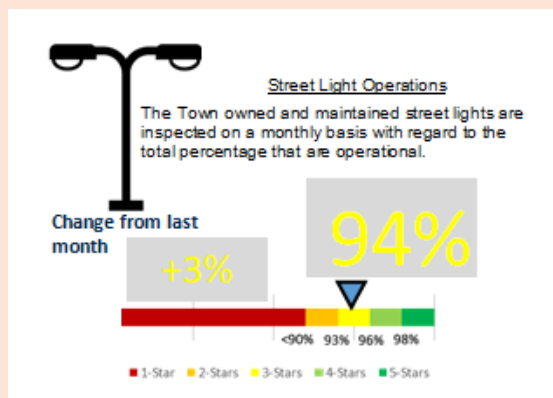 Street Light Operations
The Town owned and maintained street lights are
inspected on a monthly basis with regard to the
total percentage that are operational.
Change from last
month
+3%
94%
<90% 93% 96% 98%
1-Star 2-Stars 3-Stars 4-Stars 5-Stars